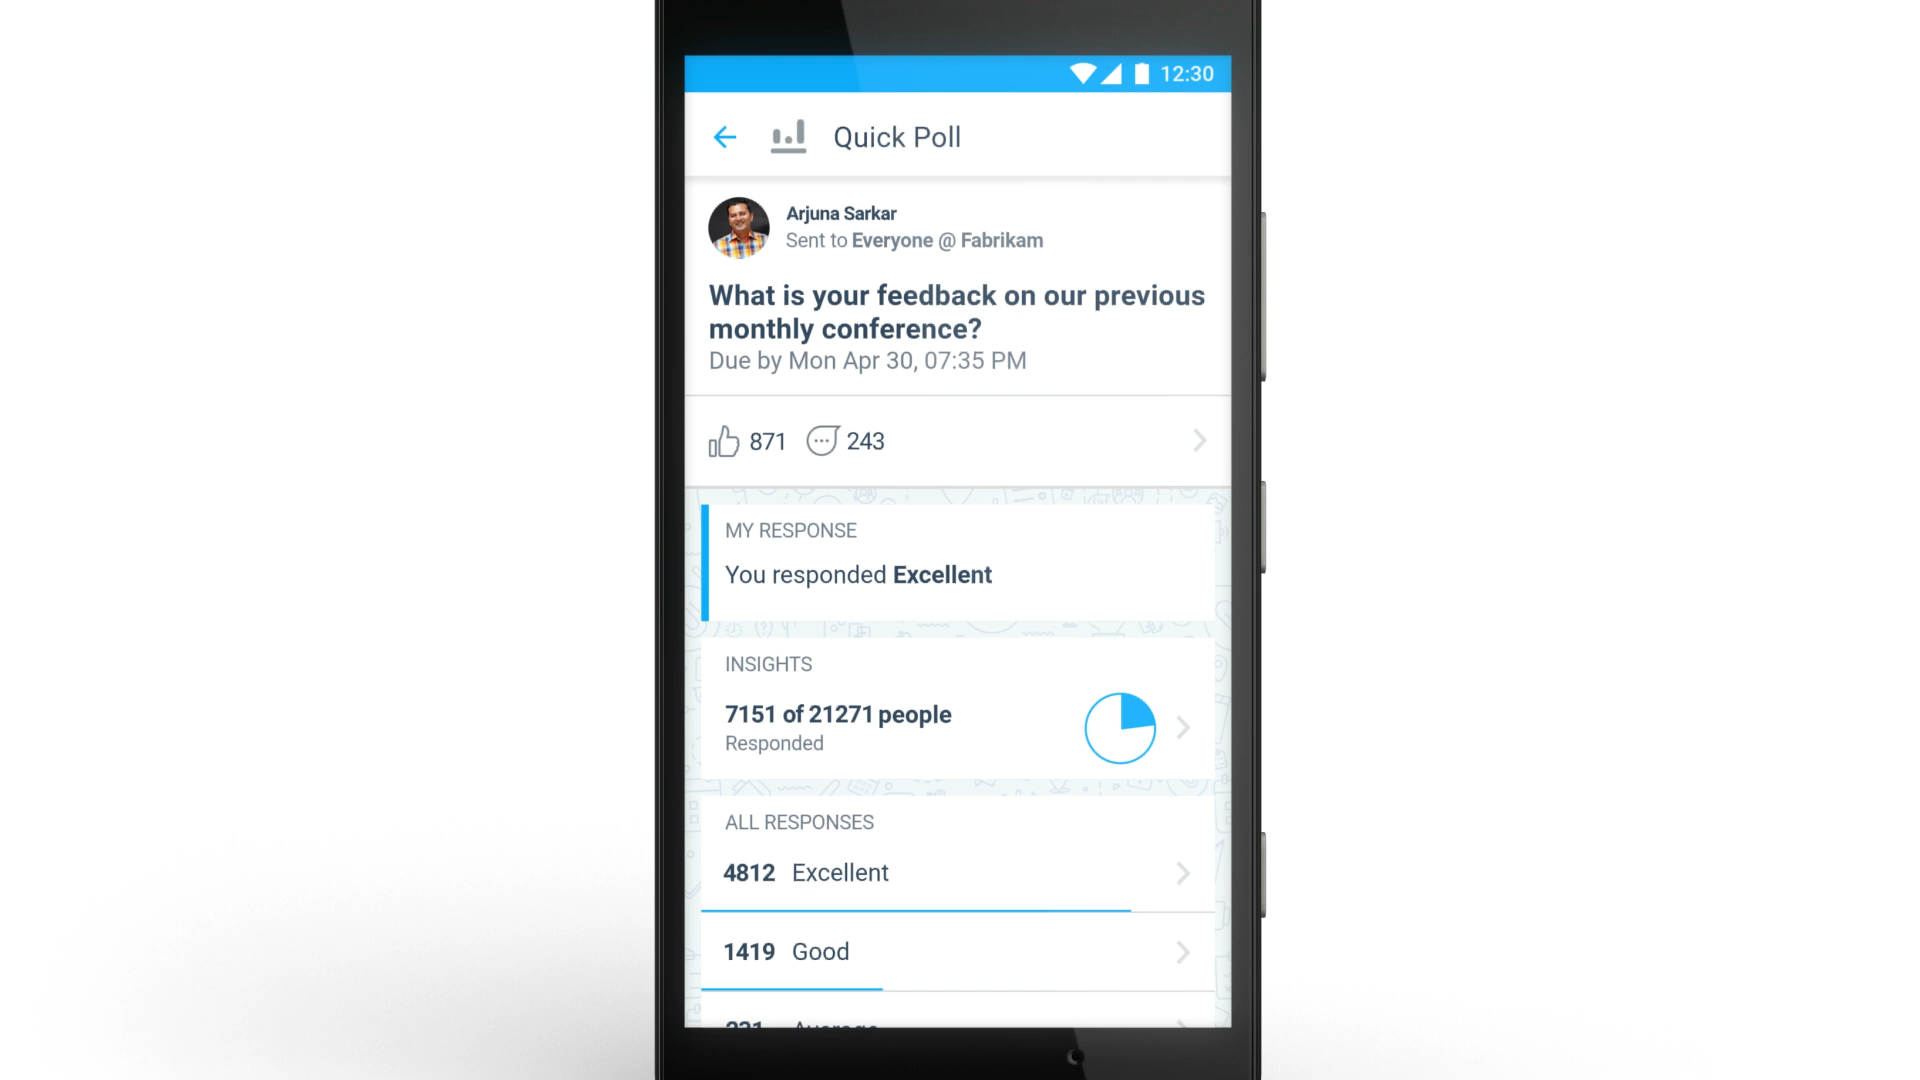 12:30
Quick Poll
Arjuna Sarkar
Sent to Everyone @ Fabrikam
What is your feedback on our previous
monthly conference?
Due by Mon Apr 30, 07:35 PM
871 243
MY RESPONSE
You responded Excellent
INSIGHTS
7151 of 21271 people
Responded
ALL RESPONSES
4812 Excellent
1419 Good
Average